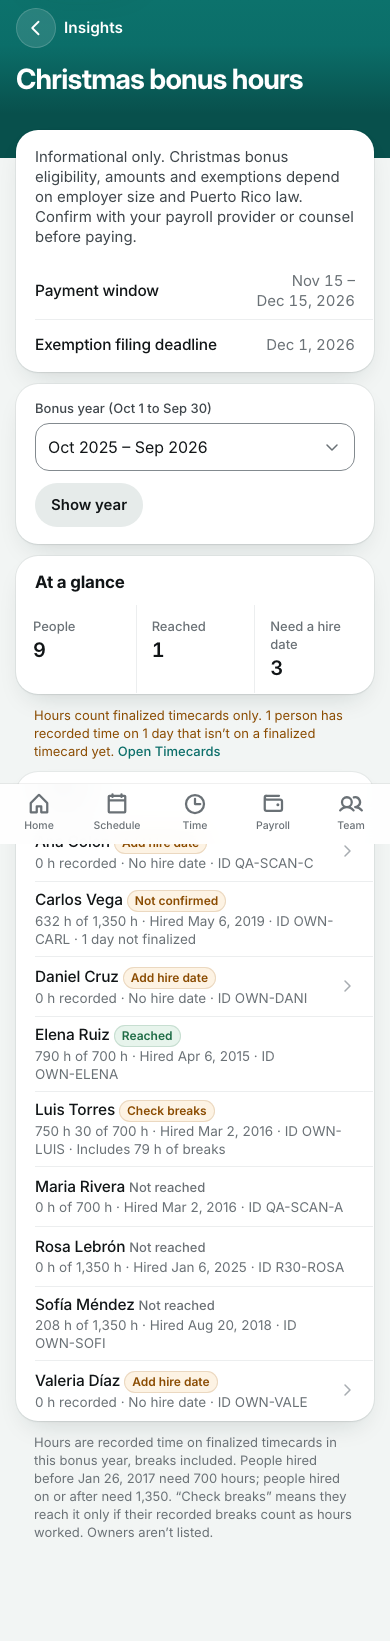 Insights
Christmas bonus hours
Informational only. Christmas bonus
eligibility, amounts and exemptions depend
on employer size and Puerto Rico law.
Confirm with your payroll provider or counsel
before paying.
Payment window
Nov 15 –
Dec 15, 2026
Exemption filing deadline
Dec 1, 2026
Bonus year (Oct 1 to Sep 30)
Oct 2025 – Sep 2026
Show year
At a glance
People
9
Reached
1
Need a hire
date
3
Hours count finalized timecards only. 1 person has
recorded time on 1 day that isn’t on a finalized
timecard yet. Open Timecards
Home
Schedule
Time
Payroll
Team
Ana Colón Add hire date
0 h recorded · No hire date · ID QA-SCAN-C
Carlos Vega Not confirmed
632 h of 1,350 h · Hired May 6, 2019 · ID OWN-
CARL · 1 day not finalized
Daniel Cruz Add hire date
0 h recorded · No hire date · ID OWN-DANI
Elena Ruiz Reached
790 h of 700 h · Hired Apr 6, 2015 · ID
OWN-ELENA
Luis Torres Check breaks
750 h 30 of 700 h · Hired Mar 2, 2016 · ID OWN-
LUIS · Includes 79 h of breaks
Maria Rivera Not reached
0 h of 700 h · Hired Mar 2, 2016 · ID QA-SCAN-A
Rosa Lebrón Not reached
0 h of 1,350 h · Hired Jan 6, 2025 · ID R30-ROSA
Sofía Méndez Not reached
208 h of 1,350 h · Hired Aug 20, 2018 · ID
OWN-SOFI
Valeria Díaz Add hire date
0 h recorded · No hire date · ID OWN-VALE
Hours are recorded time on finalized timecards in
this bonus year, breaks included. People hired
before Jan 26, 2017 need 700 hours; people hired
on or after need 1,350. “Check breaks” means they
reach it only if their recorded breaks count as hours
worked. Owners aren’t listed.